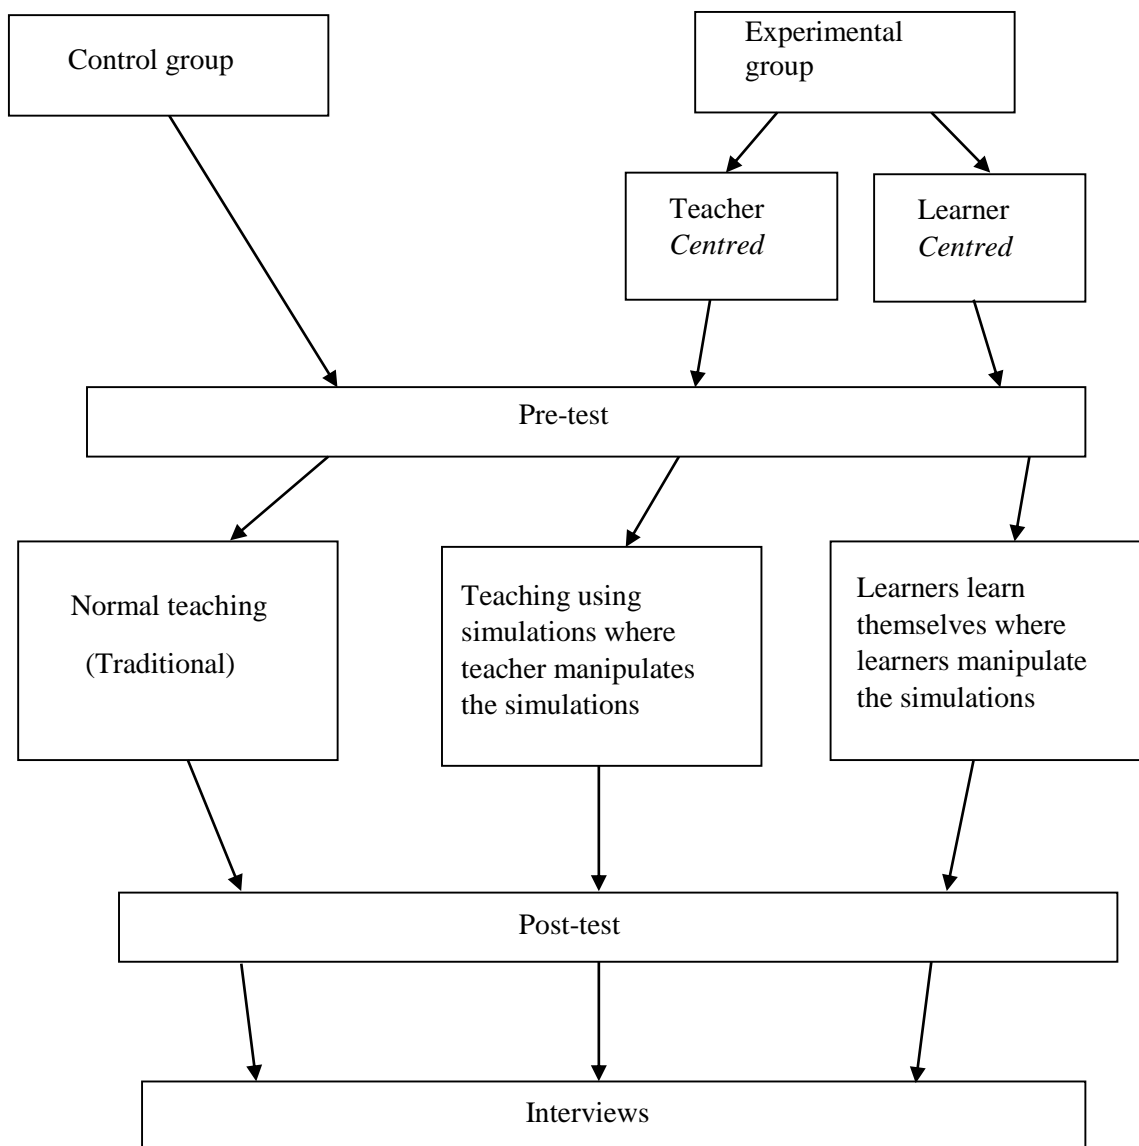 Control group
Experimental
group
Teacher
Centred
Learner
Centred
Pre-test
Normal teaching
(Traditional)
Teaching using
simulations where
teacher manipulates
the simulations
Learners learn
themselves where
learners manipulate
the simulations
Post-test
Interviews